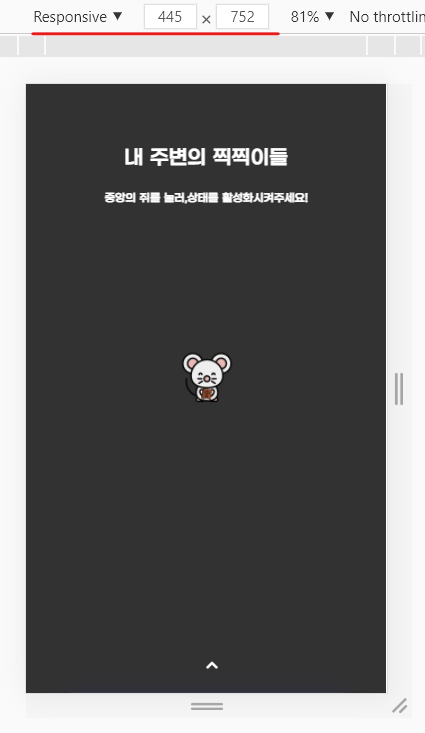 Responsive ▼ 445 × 752 81% ▼ No throttlin
내 주변의 찍찍이들
중앙의 쥐를 눌러,상태를 활성화시켜주세요!